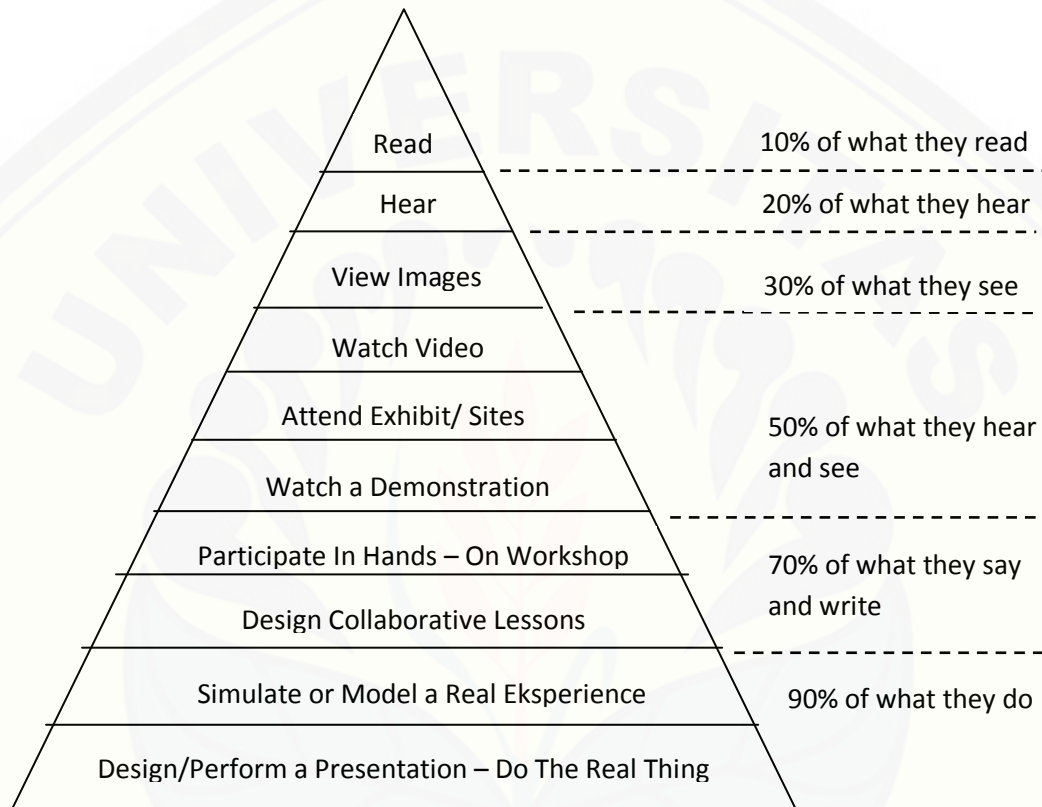 UNIVERSITAS
Read
10% of what they read
Hear
20% of what they hear
View Images
30% of what they see
Watch Video
Attend Exhibit/ Sites
50% of what they hear
and see
Watch a Demonstration
Participate In Hands – On Workshop
70% of what they say
and write
Design Collaborative Lessons
Simulate or Model a Real Eksperience
90% of what they do
Design/Perform a Presentation – Do The Real Thing